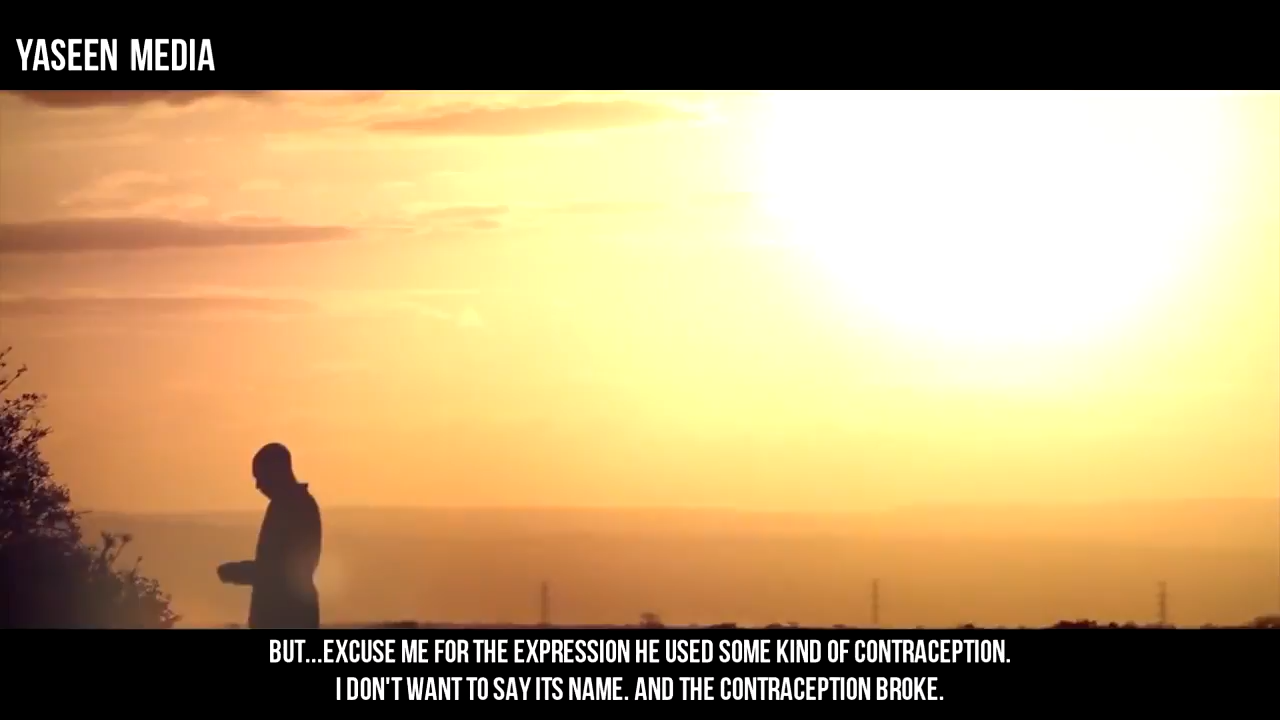 YASEEN MEDIA
BUT...EXCUSE ME FOR THE EXPRESSION HE USED SOME KIND OF CONTRACEPTION.
I DON'T WANT TO SAY ITS NAME. AND THE CONTRACEPTION BROKE.